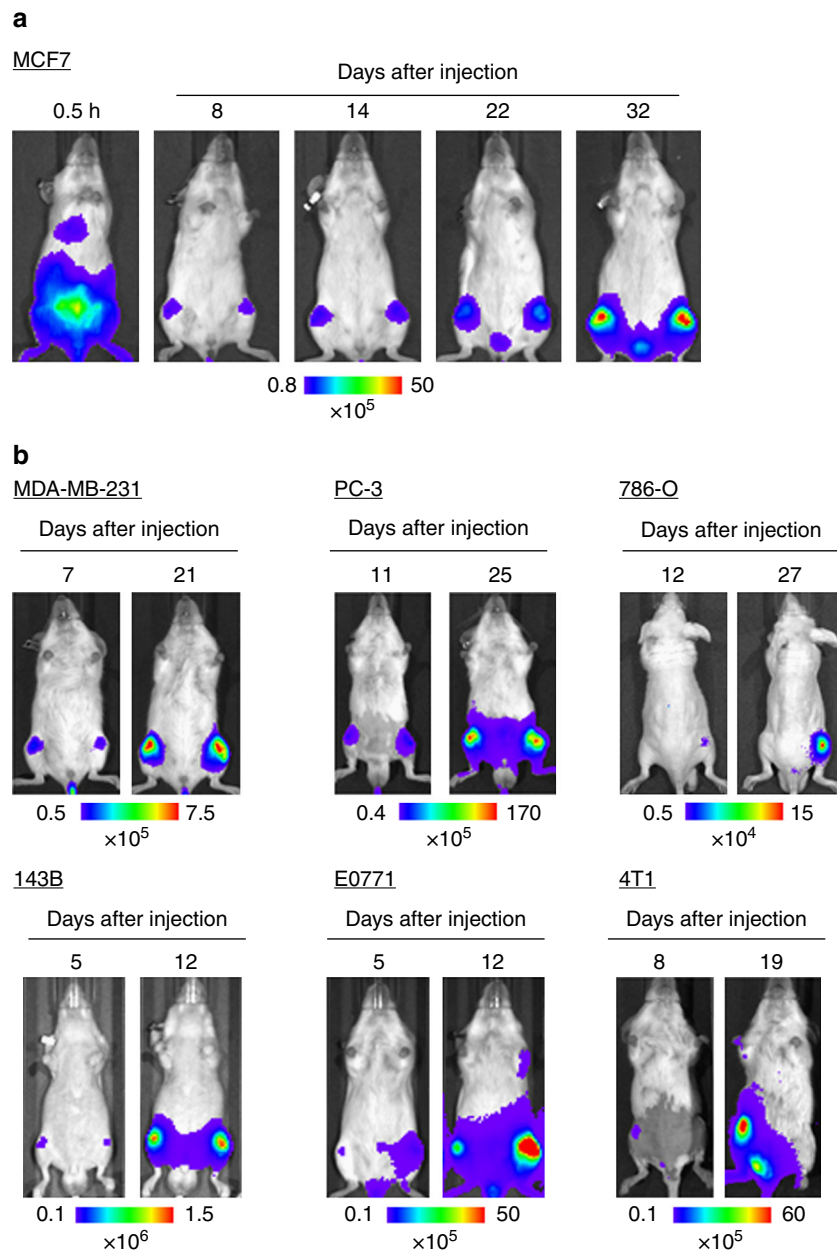 a
MCF7
Days after injection
0.5 h 8 14 22 32
0.8 50
×10⁵
b
MDA-MB-231 PC-3 786-O
Days after injection Days after injection Days after injection
7 21 11 25 12 27
0.5 7.5 0.4 170 0.5 15
×10⁵ ×10⁵ ×10⁴
143B E0771 4T1
Days after injection Days after injection Days after injection
5 12 5 12 8 19
0.1 1.5 0.1 50 0.1 60
×10⁶ ×10⁵ ×10⁵